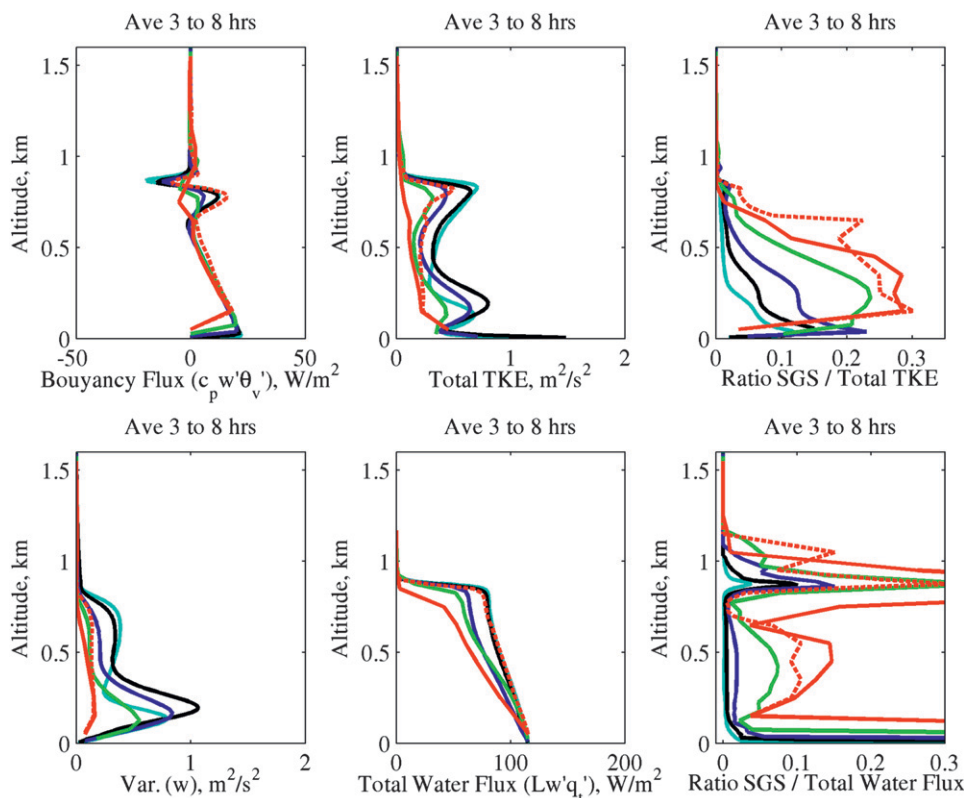 Ave 3 to 8 hrs
Ave 3 to 8 hrs
Ave 3 to 8 hrs
1.5
1
0.5
0
Altitude, km
-50
0
50
Bouyancy Flux (c_p w'θ_v'), W/m²
1.5
1
0.5
0
Altitude, km
0
1
2
Total TKE, m²/s²
1.5
1
0.5
0
Altitude, km
0
0.1
0.2
0.3
Ratio SGS / Total TKE
Ave 3 to 8 hrs
Ave 3 to 8 hrs
Ave 3 to 8 hrs
1.5
1
0.5
0
Altitude, km
0
1
2
Var. (w), m²/s²
1.5
1
0.5
0
Altitude, km
0
100
200
Total Water Flux (Lw'q_t'), W/m²
1.5
1
0.5
0
Altitude, km
0
0.1
0.2
0.3
Ratio SGS / Total Water Flux